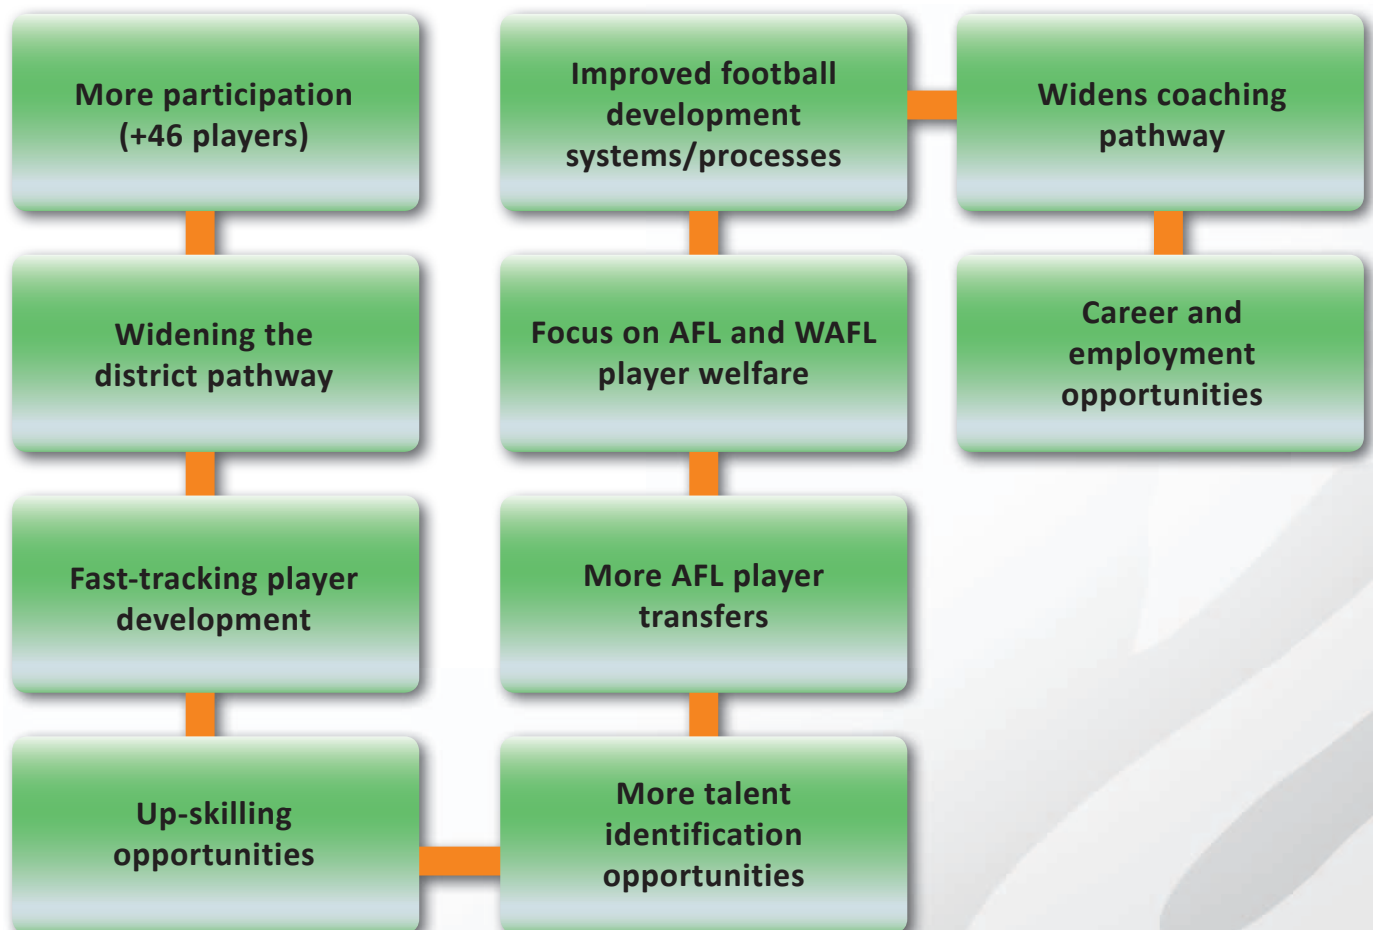 More participation
(+46 players)
Widening the
district pathway
Fast-tracking player
development
Up-skilling
opportunities
More talent
identification
opportunities
More AFL player
transfers
Focus on AFL and WAFL
player welfare
Improved football
development
systems/processes
Widens coaching
pathway
Career and
employment
opportunities